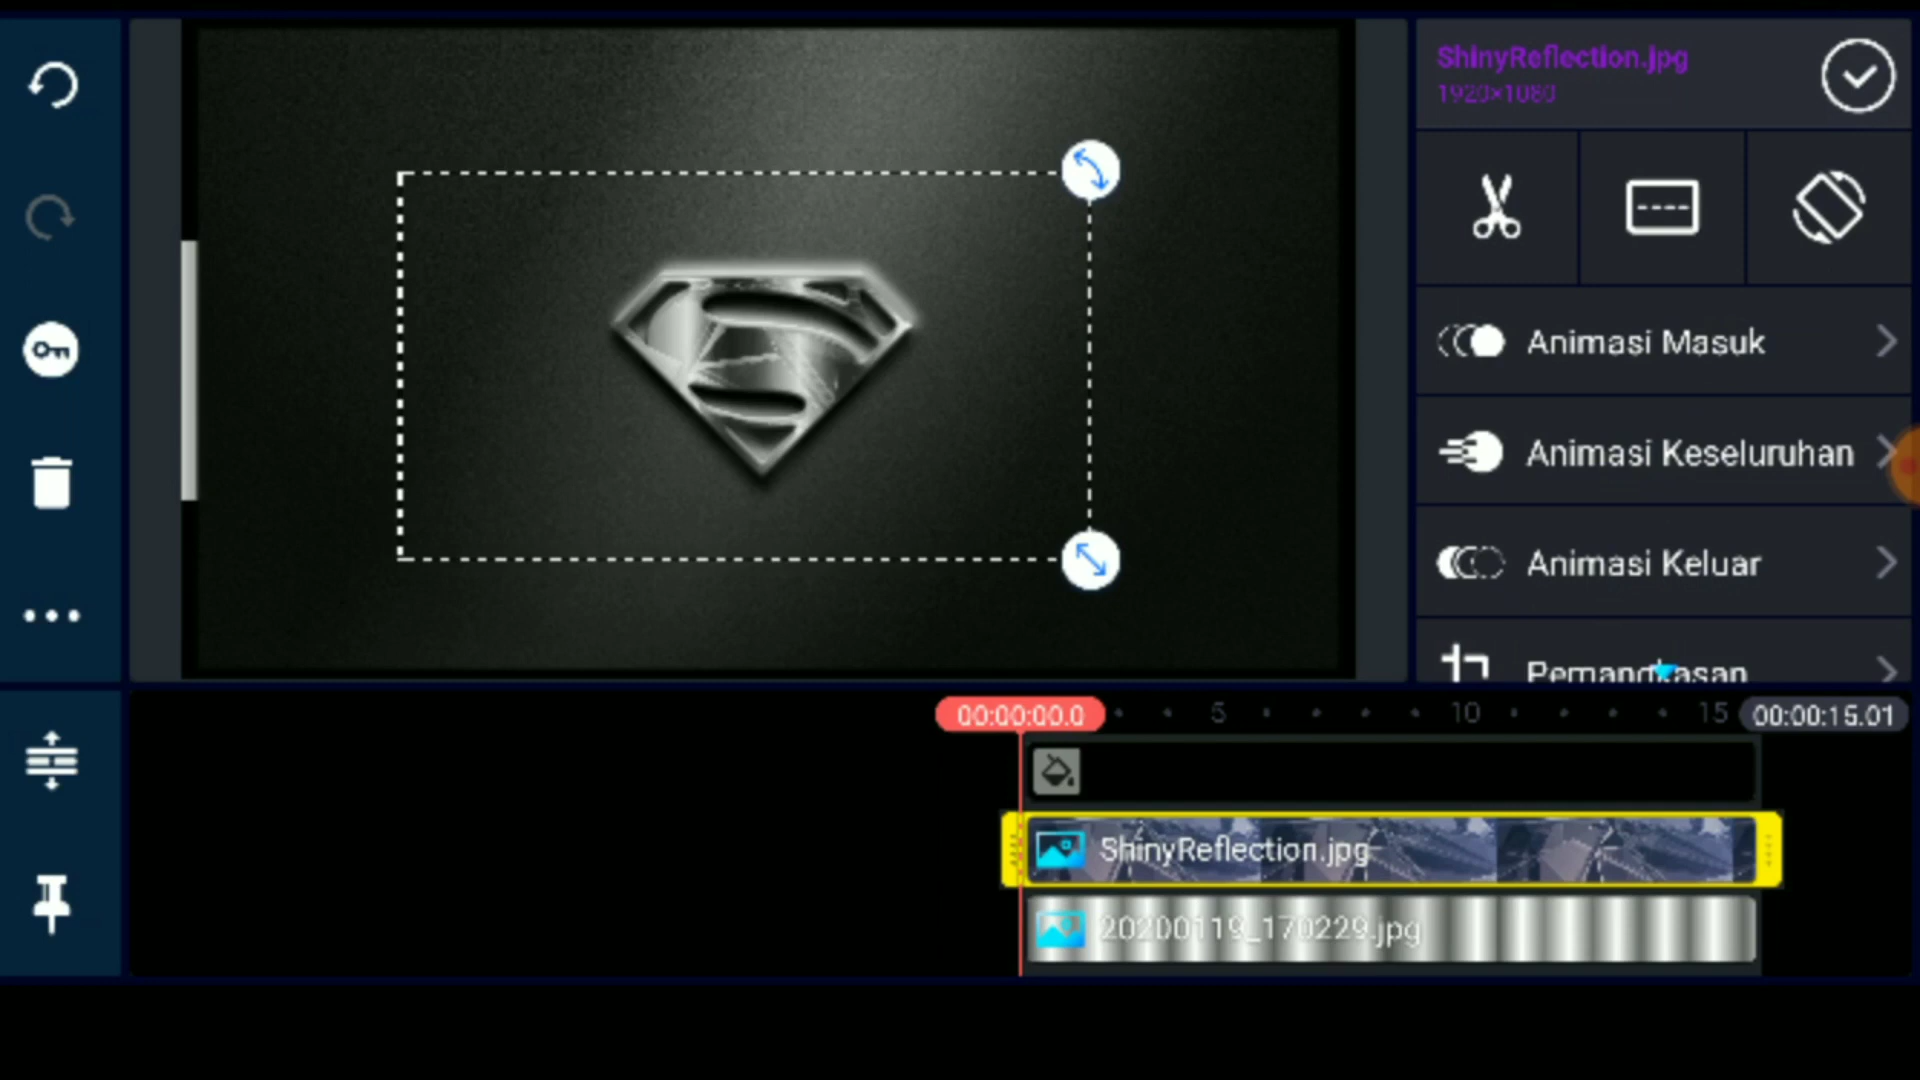 ShinyReflection.jpg
1920×1080
Animasi Masuk
Animasi Keseluruhan
Animasi Keluar
Pemangkasan
00:00:00.0
5
10
15
00:00:15.01
ShinyReflection.jpg
20200119_170229.jpg